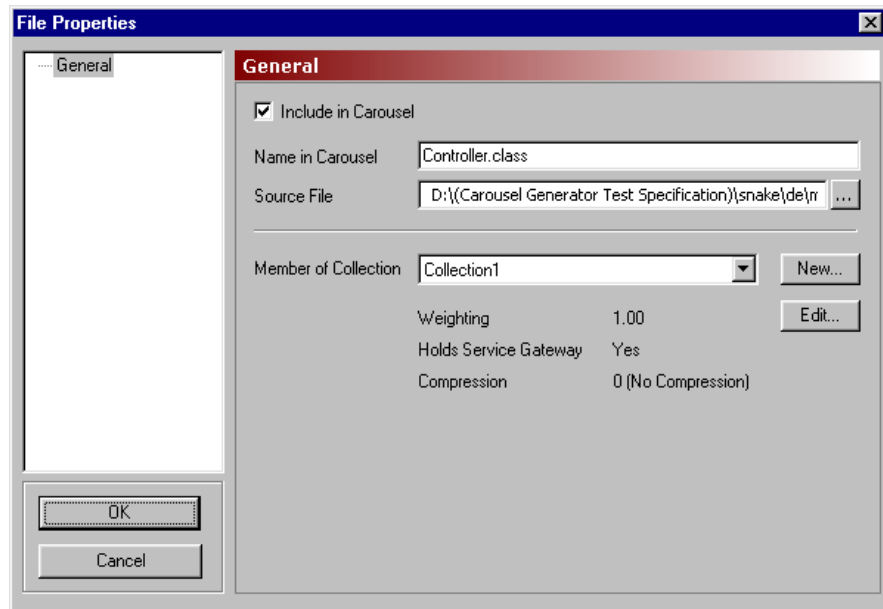 File Properties
General
General
Include in Carousel
Name in Carousel Controller.class
Source File D:\(Carousel Generator Test Specification)\snake\de\m ...
Member of Collection Collection1 New...
Weighting 1.00 Edit...
Holds Service Gateway Yes
Compression 0 (No Compression)
OK
Cancel